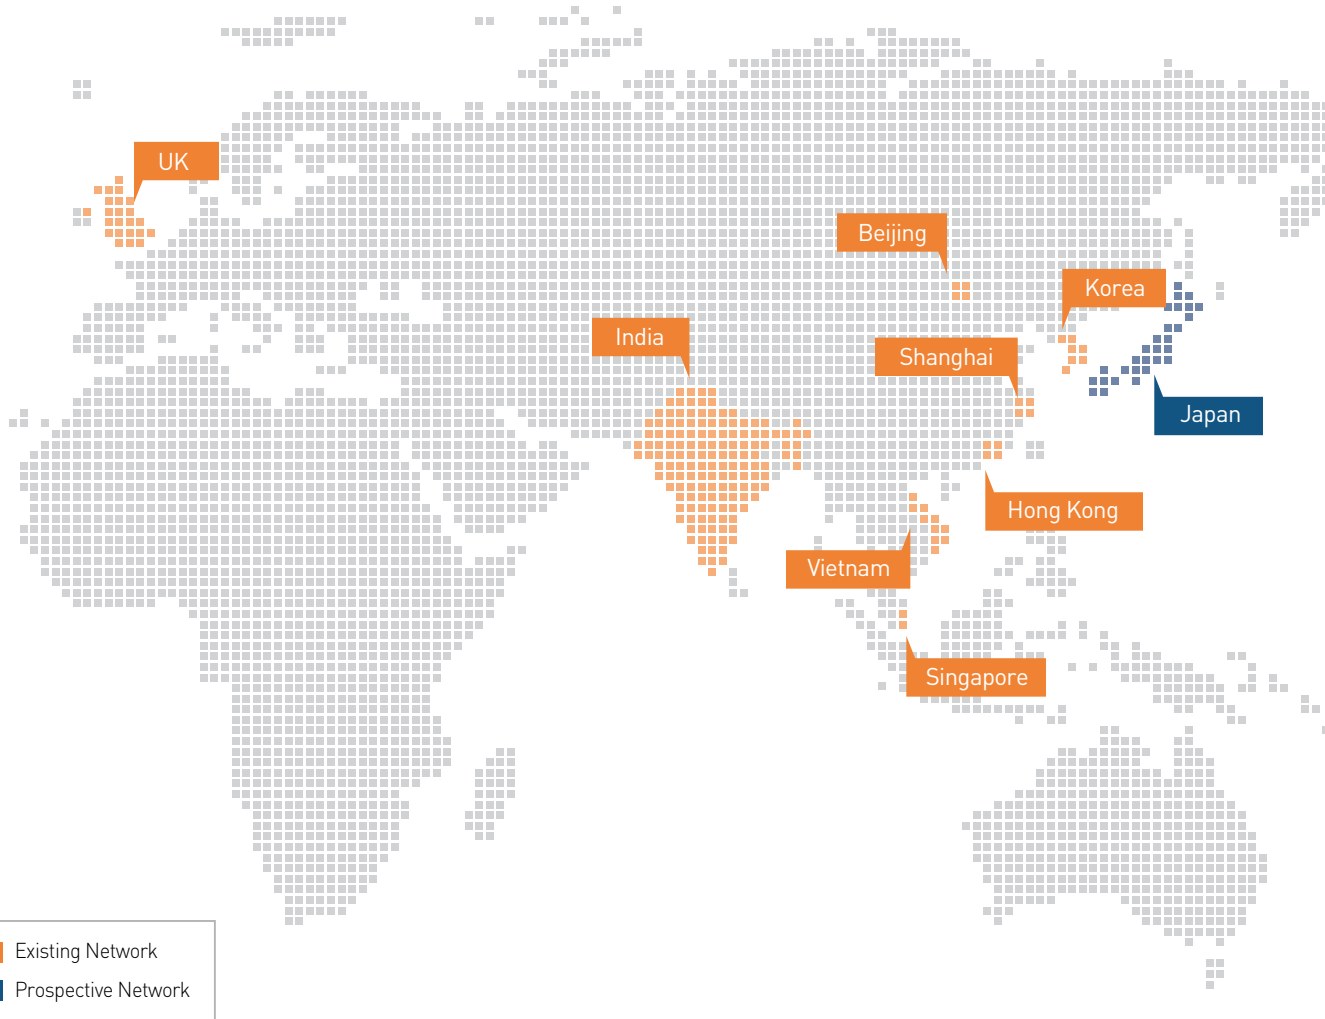 UK
Beijing
Korea
India
Shanghai
Japan
Hong Kong
Vietnam
Singapore
Existing Network
Prospective Network